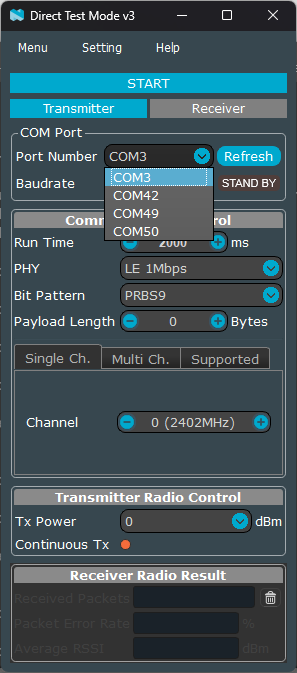 Direct Test Mode v3
Menu Setting Help
START
Transmitter Receiver
COM Port
Port Number COM3 Refresh
Baudrate STAND BY
COM3
COM42
COM49
COM50
Run Time 2000 ms
PHY LE 1Mbps
Bit Pattern PRBS9
Payload Length 0 Bytes
Single Ch. Multi Ch. Supported
Channel 0 (2402MHz)
Transmitter Radio Control
Tx Power 0 dBm
Continuous Tx
Receiver Radio Result
Received Packets
Packet Error Rate %
Average RSSI dBm